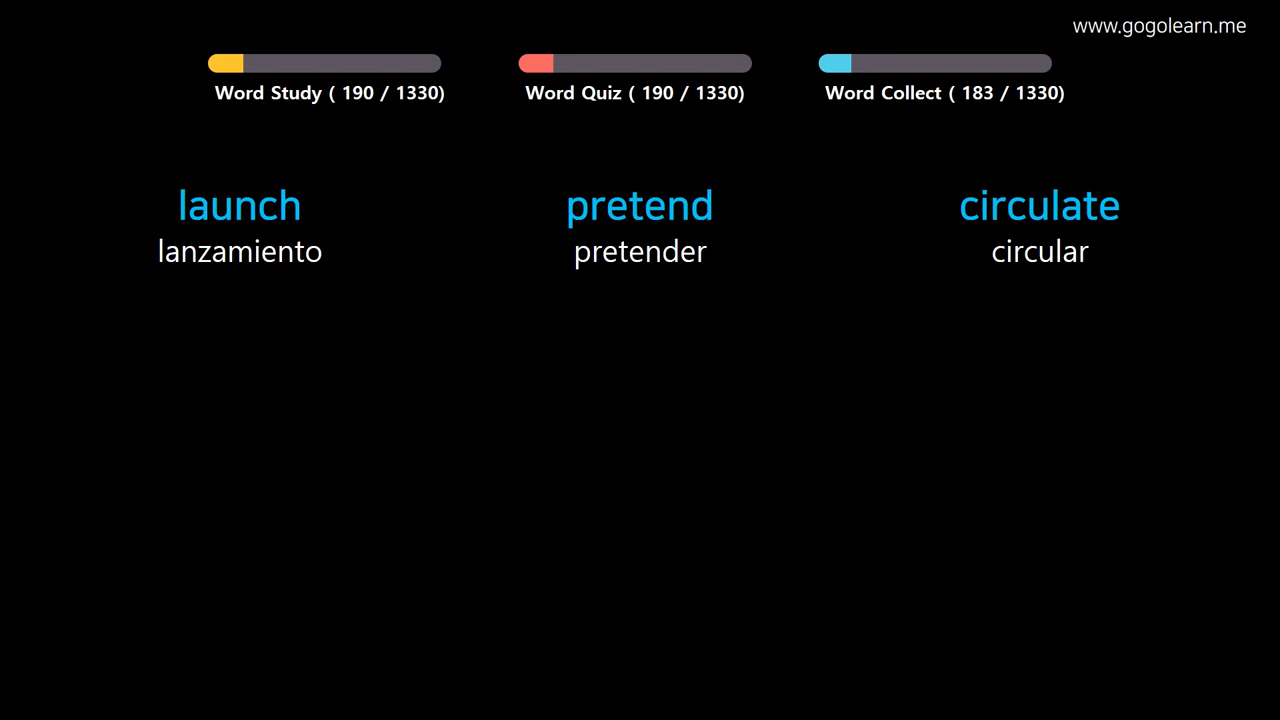 www.gogolearn.me
Word Study ( 190 / 1330)
Word Quiz ( 190 / 1330)
Word Collect ( 183 / 1330)
launch
lanzamiento
pretend
pretender
circulate
circular